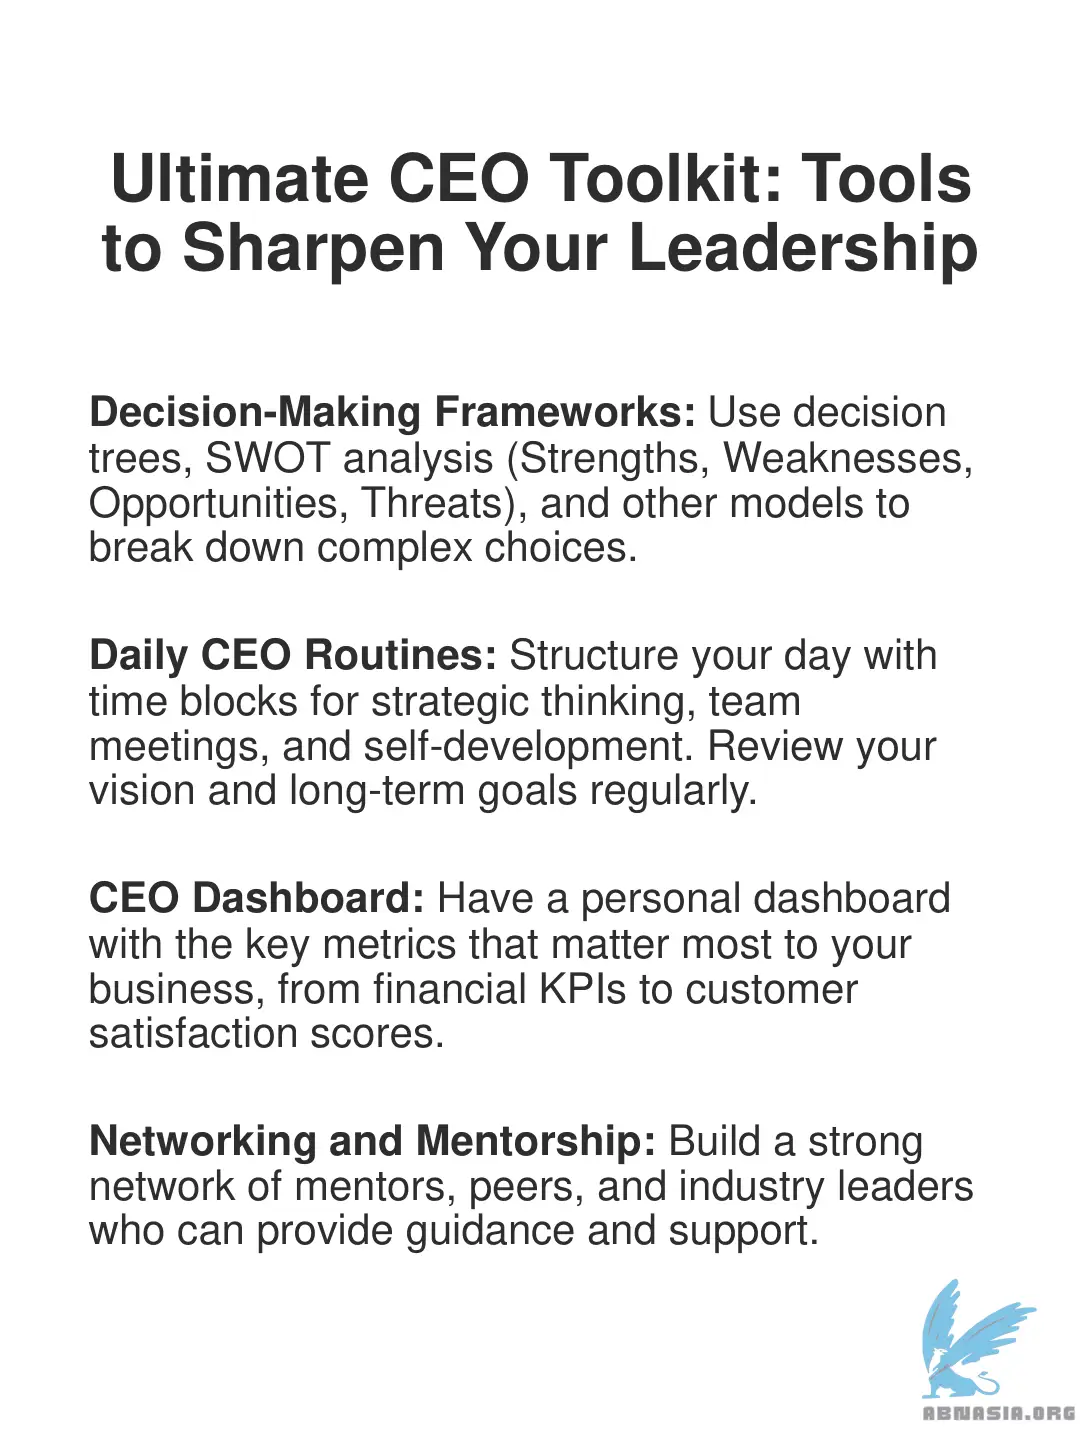 Ultimate CEO Toolkit: Tools
to Sharpen Your Leadership
Decision-Making Frameworks: Use decision
trees, SWOT analysis (Strengths, Weaknesses,
Opportunities, Threats), and other models to
break down complex choices.
Daily CEO Routines: Structure your day with
time blocks for strategic thinking, team
meetings, and self-development. Review your
vision and long-term goals regularly.
CEO Dashboard: Have a personal dashboard
with the key metrics that matter most to your
business, from financial KPIs to customer
satisfaction scores.
Networking and Mentorship: Build a strong
network of mentors, peers, and industry leaders
who can provide guidance and support.
ABNASIA.ORG